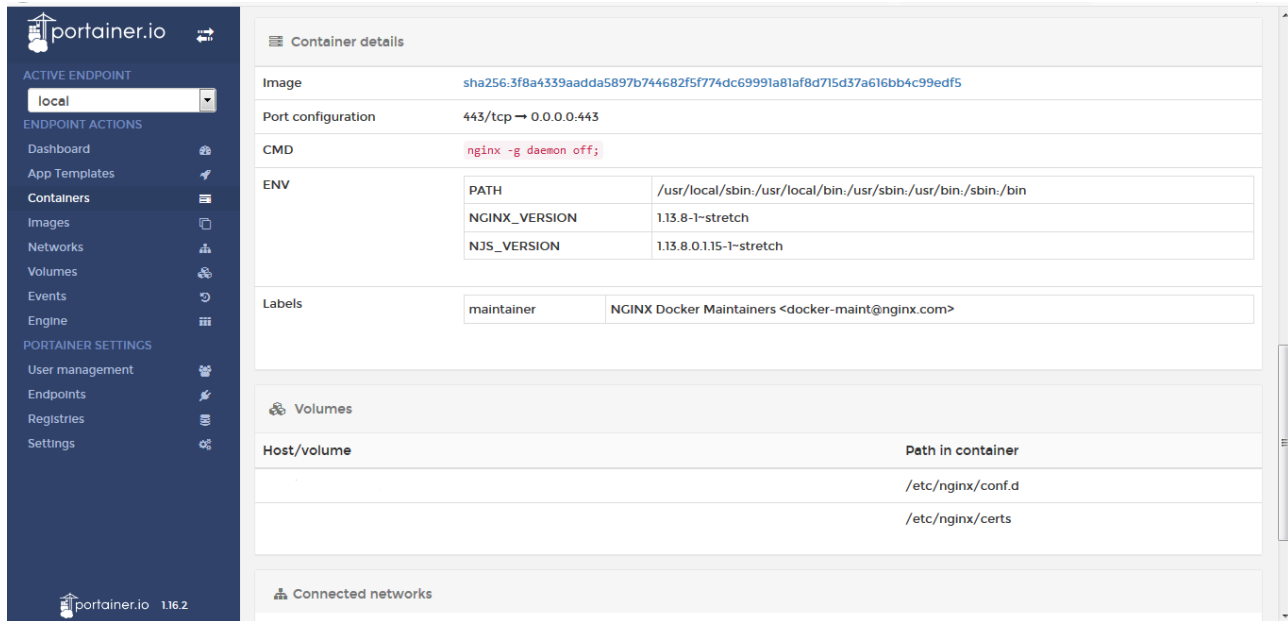 portainer.io
ACTIVE ENDPOINT
local
ENDPOINT ACTIONS
Dashboard
App Templates
Containers
Images
Networks
Volumes
Events
Engine
PORTAINER SETTINGS
User management
Endpoints
Registries
Settings
portainer.io 1.16.2
Container details
Image sha256:3f8a4339aadda5897b744682f5f774dc69991a81af8d715d37a616bb4c99edf5
Port configuration 443/tcp → 0.0.0.0:443
CMD nginx -g daemon off;
ENV PATH /usr/local/sbin:/usr/local/bin:/usr/sbin:/usr/bin:/sbin:/bin
NGINX_VERSION 1.13.8-1~stretch
NJS_VERSION 1.13.8.0.1.15-1~stretch
Labels maintainer NGINX Docker Maintainers <docker-maint@nginx.com>
Volumes
Host/volume Path in container
/etc/nginx/conf.d
/etc/nginx/certs
Connected networks